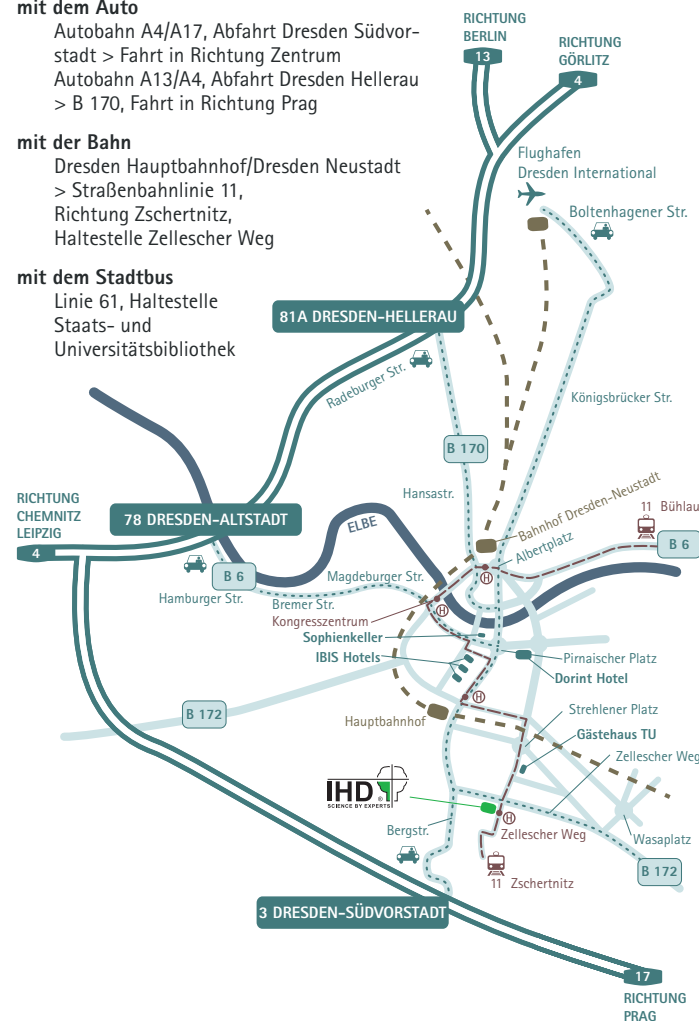 mit dem Auto
Autobahn A4/A17, Abfahrt Dresden Südvor-
stadt > Fahrt in Richtung Zentrum
Autobahn A13/A4, Abfahrt Dresden Hellerau
> B 170, Fahrt in Richtung Prag
mit der Bahn
Dresden Hauptbahnhof/Dresden Neustadt
> Straßenbahnlinie 11,
Richtung Zschertnitz,
Haltestelle Zellescher Weg
mit dem Stadtbus
Linie 61, Haltestelle
Staats- und
Universitätsbibliothek
RICHTUNG
BERLIN
13
RICHTUNG
GÖRLITZ
4
Flughafen
Dresden International
Boltenhagener Str.
81A DRESDEN-HELLERAU
Radeburger Str.
Königsbrücker Str.
B 170
Hansastr.
Bahnhof Dresden-Neustadt
11 Bühlau
RICHTUNG
CHEMNITZ
LEIPZIG
4
78 DRESDEN-ALTSTADT
ELBE
Albertplatz
B 6
B 6
H
Hamburger Str.
Magdeburger Str.
Bremer Str.
H
Kongresszentrum
Sophienkeller
IBIS Hotels
Pirnaischer Platz
Dorint Hotel
B 172
H
Hauptbahnhof
Strehlener Platz
Gästehaus TU
Zellescher Weg
IHD ®
SCIENCE BY EXPERTS
H
Bergstr.
Zellescher Weg
Wasaplatz
B 172
11 Zschertnitz
3 DRESDEN-SÜDVORSTADT
17
RICHTUNG
PRAG